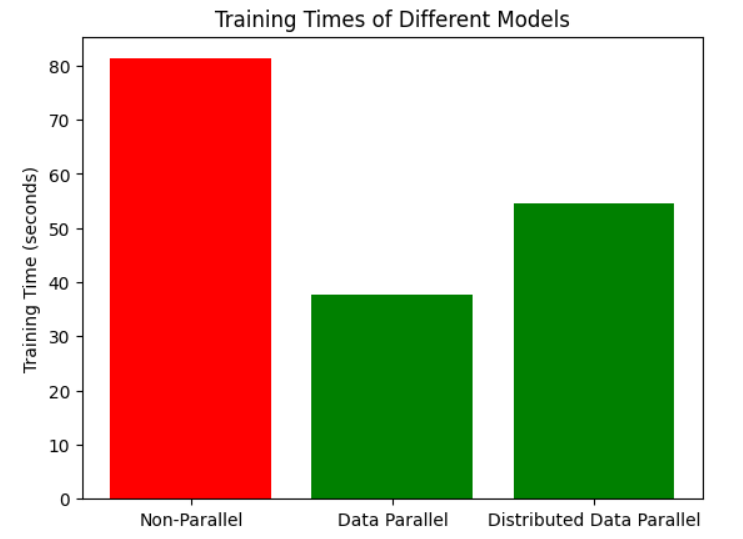 Training Times of Different Models
Training Time (seconds)
80
70
60
50
40
30
20
10
0
Non-Parallel
Data Parallel
Distributed Data Parallel